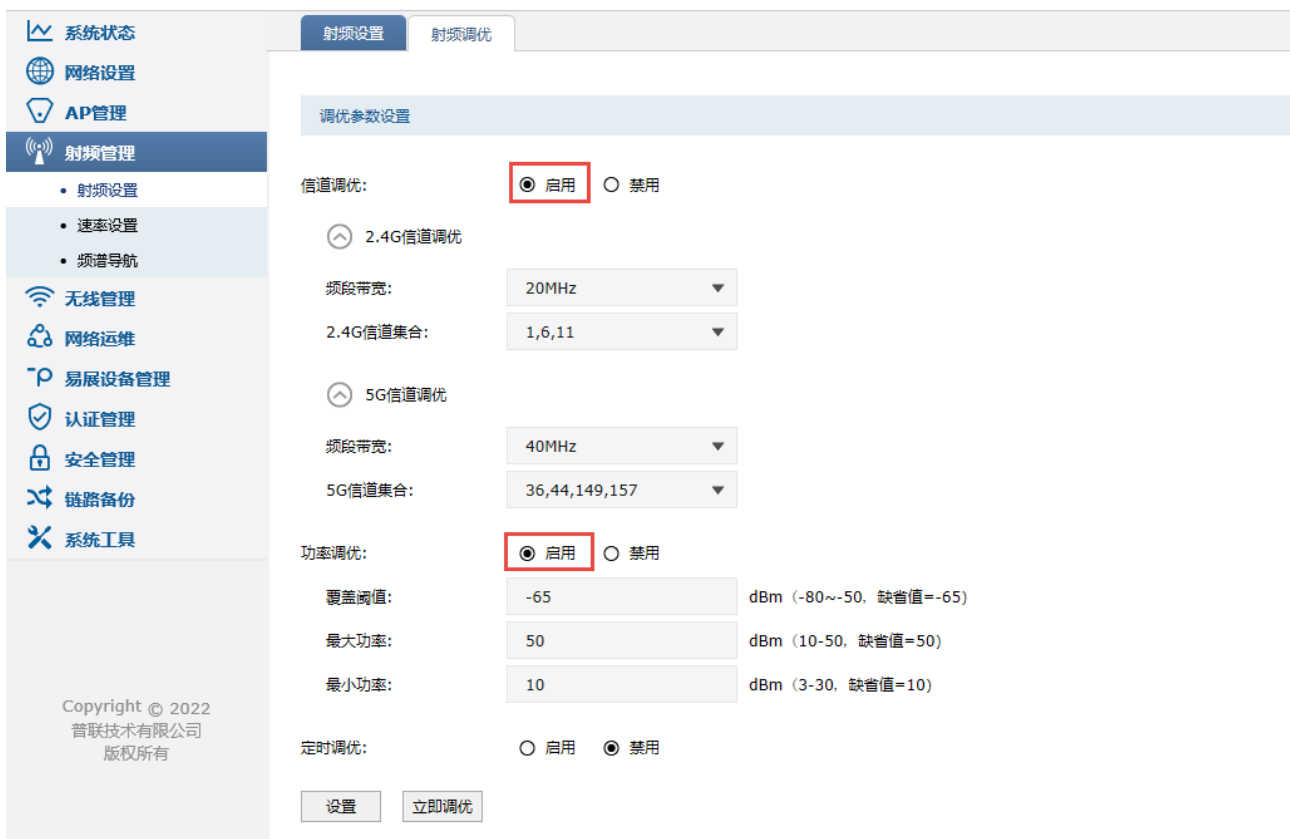 系统状态
网络设置
AP管理
射频管理
• 射频设置
• 速率设置
• 频谱导航
无线管理
网络运维
易展设备管理
认证管理
安全管理
链路备份
系统工具
Copyright © 2022
普联技术有限公司
版权所有
射频设置 射频调优
调优参数设置
信道调优: 启用 禁用
2.4G信道调优
频段带宽: 20MHz
2.4G信道集合: 1,6,11
5G信道调优
频段带宽: 40MHz
5G信道集合: 36,44,149,157
功率调优: 启用 禁用
覆盖阈值: -65 dBm（-80~-50, 缺省值=-65）
最大功率: 50 dBm（10-50, 缺省值=50）
最小功率: 10 dBm（3-30, 缺省值=10）
定时调优: 启用 禁用
设置 立即调优